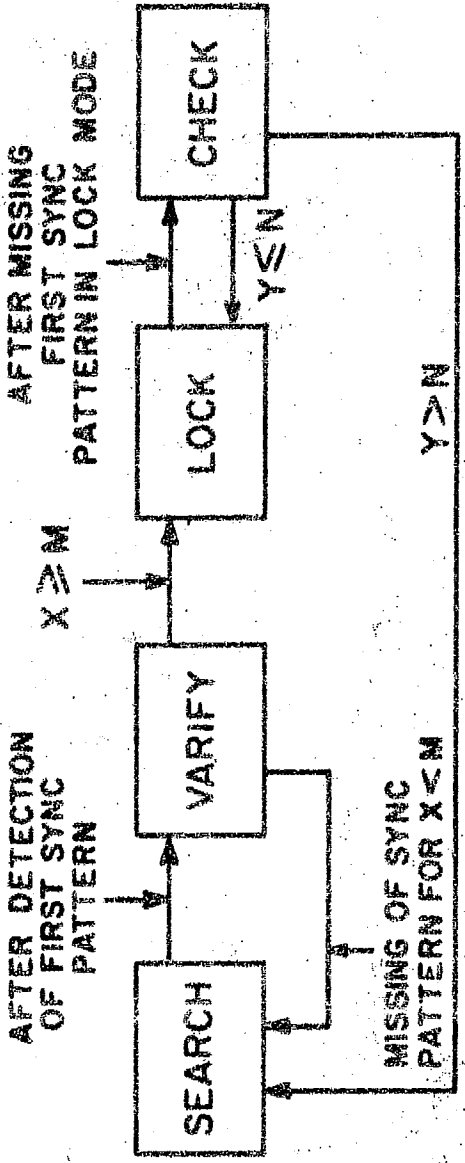 AFTER DETECTION
OF FIRST SYNC
PATTERN
X ⩾ M
AFTER MISSING
FIRST SYNC
PATTERN IN LOCK MODE
SEARCH
VARIFY
LOCK
CHECK
Y ⩽ N
MISSING OF SYNC
PATTERN FOR X < M
Y > N